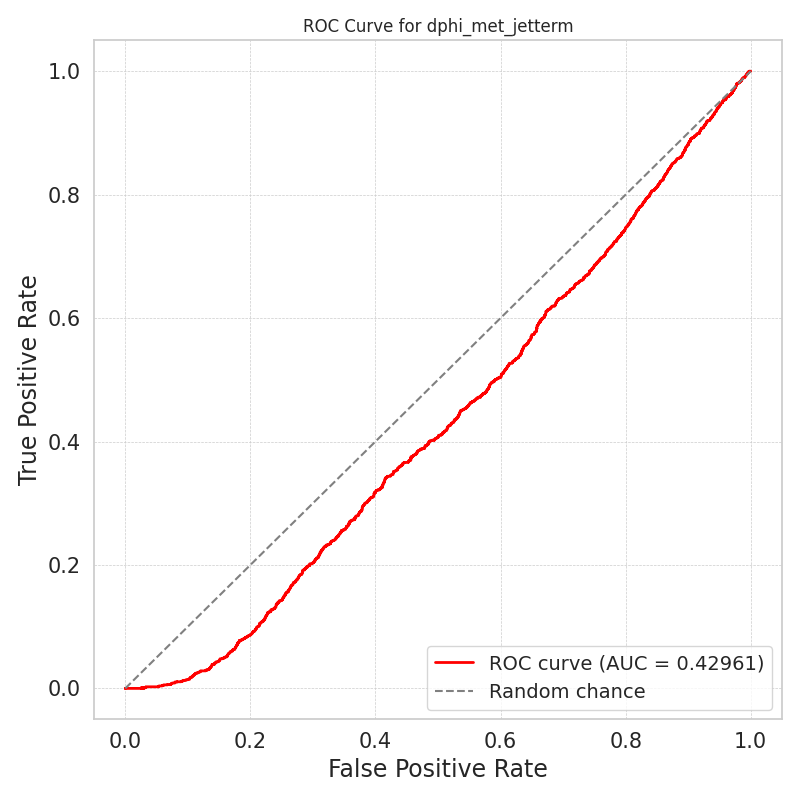 ROC Curve for dphi_met_jetterm
True Positive Rate
1.0
0.8
0.6
0.4
0.2
0.0
ROC curve (AUC = 0.42961)
Random chance
0.0 0.2 0.4 0.6 0.8 1.0
False Positive Rate